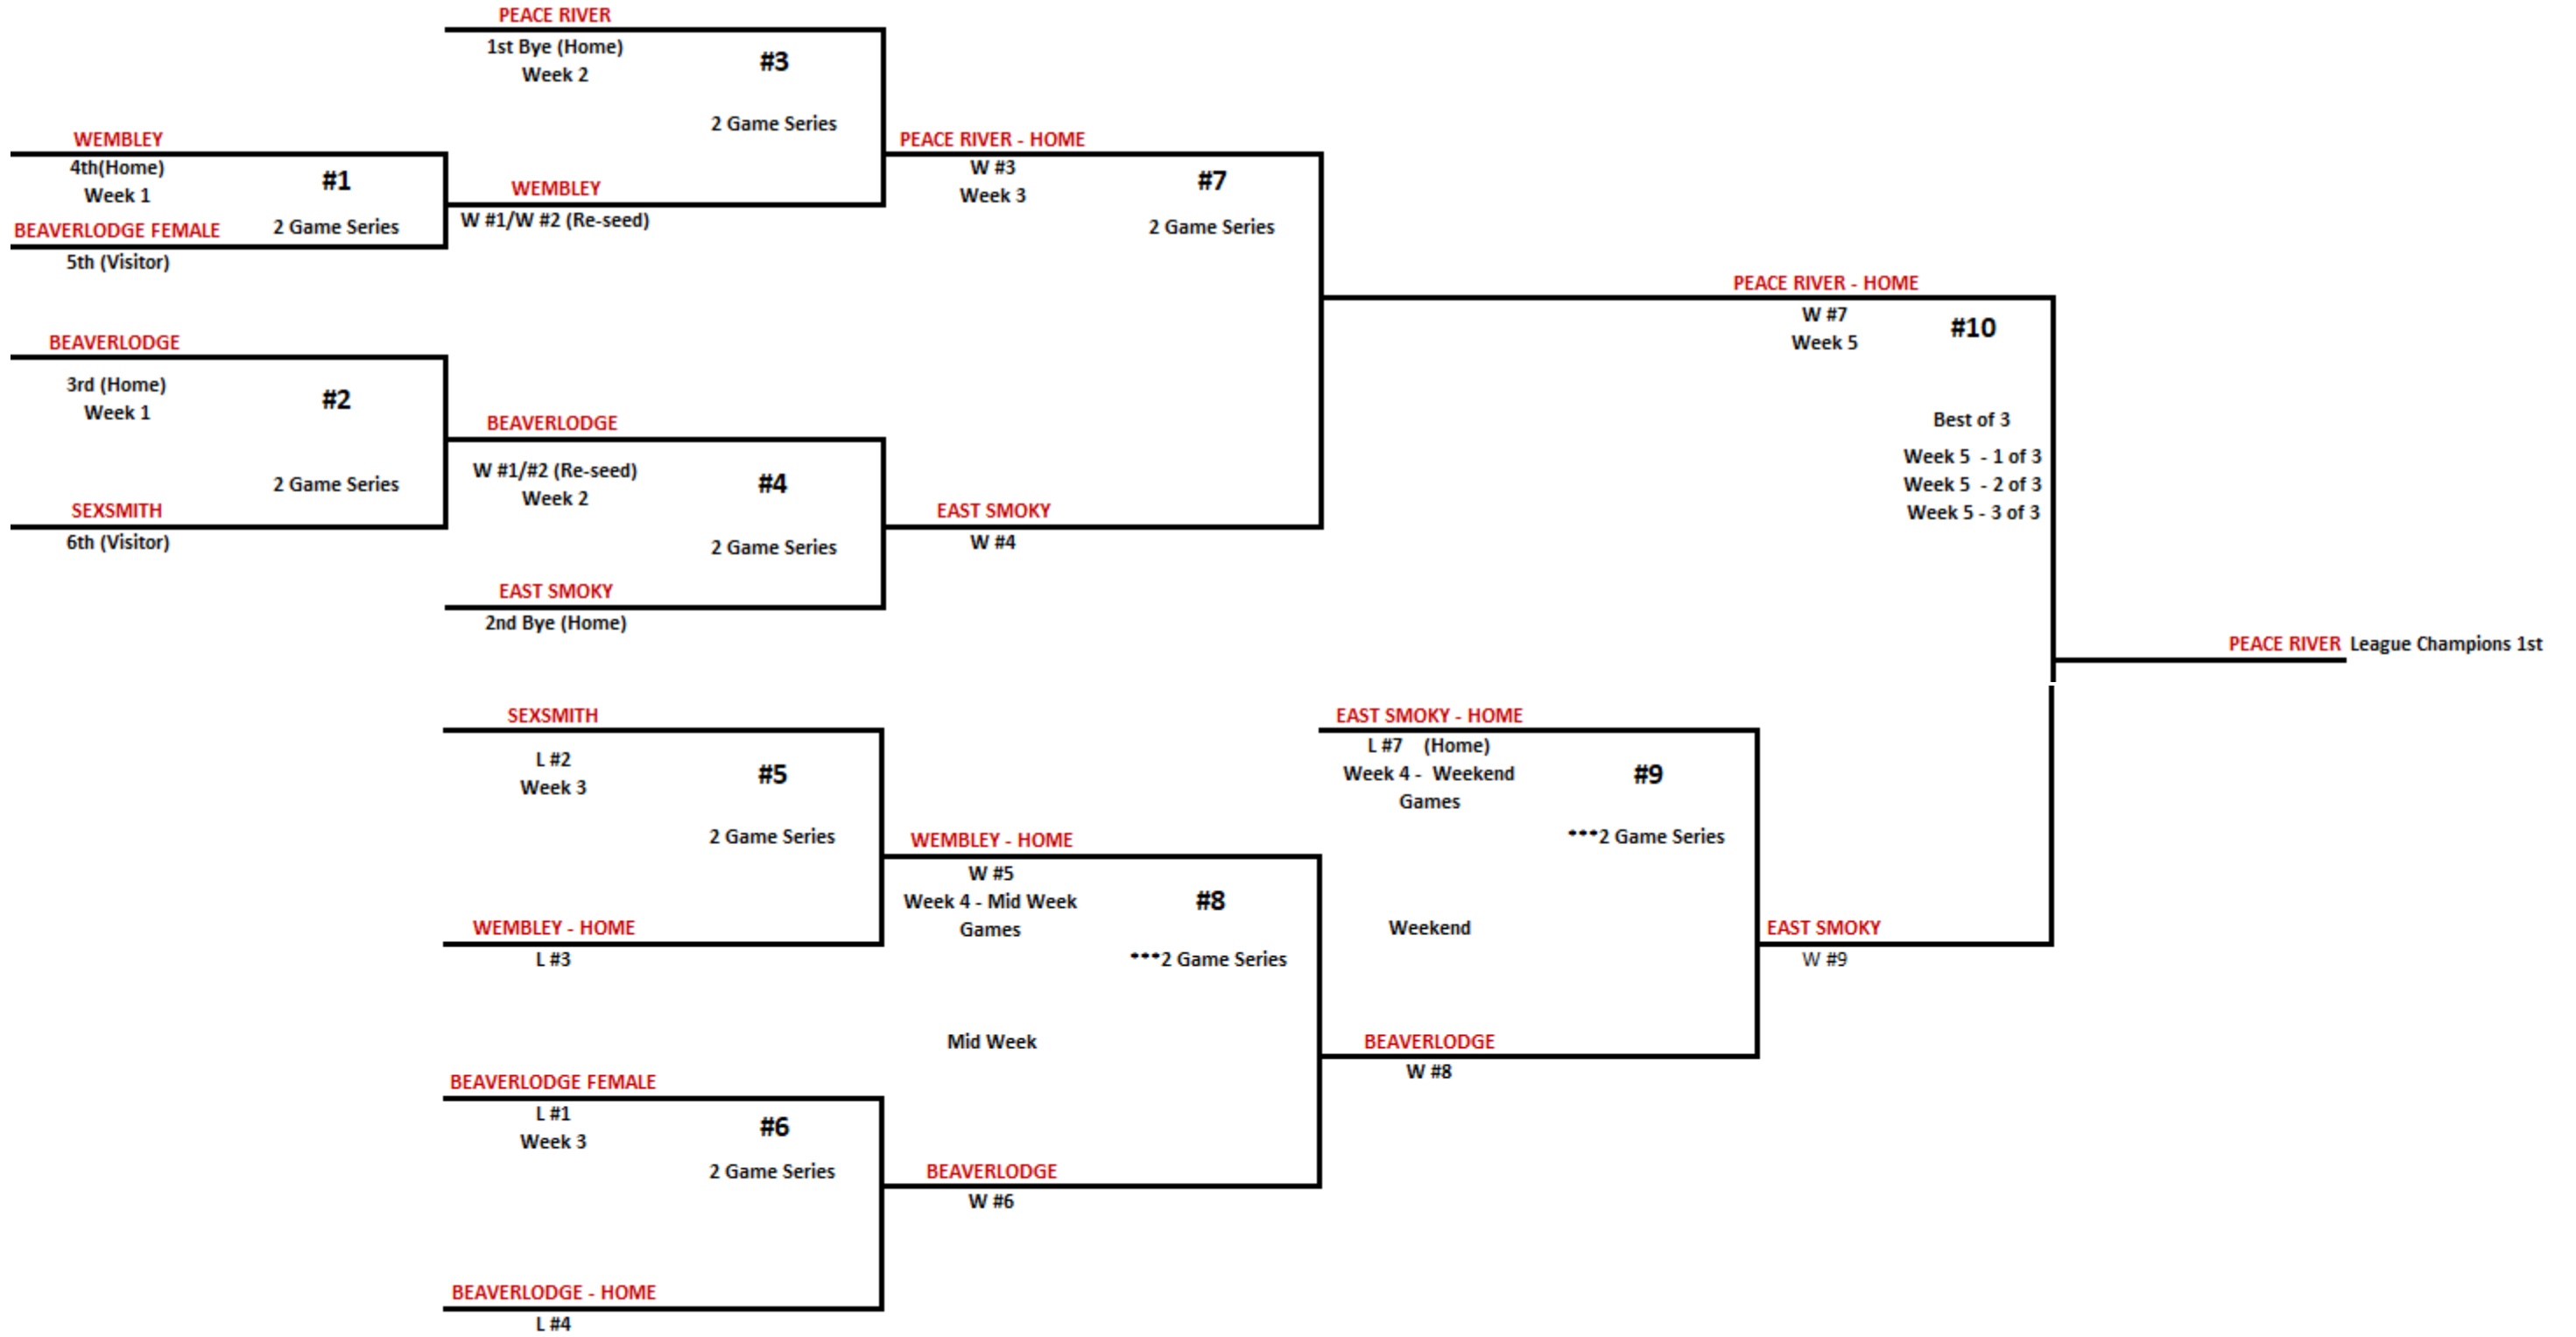 PEACE RIVER
1st Bye (Home)
Week 2
#3
2 Game Series
WEMBLEY
4th(Home)
Week 1
#1
2 Game Series
BEAVERLODGE FEMALE
5th (Visitor)
WEMBLEY
W #1/W #2 (Re-seed)
PEACE RIVER - HOME
W #3
Week 3
#7
2 Game Series
BEAVERLODGE
3rd (Home)
Week 1
#2
2 Game Series
SEXSMITH
6th (Visitor)
BEAVERLODGE
W #1/#2 (Re-seed)
Week 2
#4
2 Game Series
EAST SMOKY
2nd Bye (Home)
EAST SMOKY
W #4
PEACE RIVER - HOME
W #7
Week 5
#10
Best of 3
Week 5 - 1 of 3
Week 5 - 2 of 3
Week 5 - 3 of 3
PEACE RIVER League Champions 1st
SEXSMITH
L #2
Week 3
#5
2 Game Series
WEMBLEY - HOME
L #3
WEMBLEY - HOME
W #5
Week 4 - Mid Week
Games
#8
***2 Game Series
Mid Week
EAST SMOKY - HOME
L #7 (Home)
Week 4 - Weekend
Games
#9
***2 Game Series
Weekend
EAST SMOKY
W #9
BEAVERLODGE
W #8
BEAVERLODGE FEMALE
L #1
Week 3
#6
2 Game Series
BEAVERLODGE
W #6
BEAVERLODGE - HOME
L #4